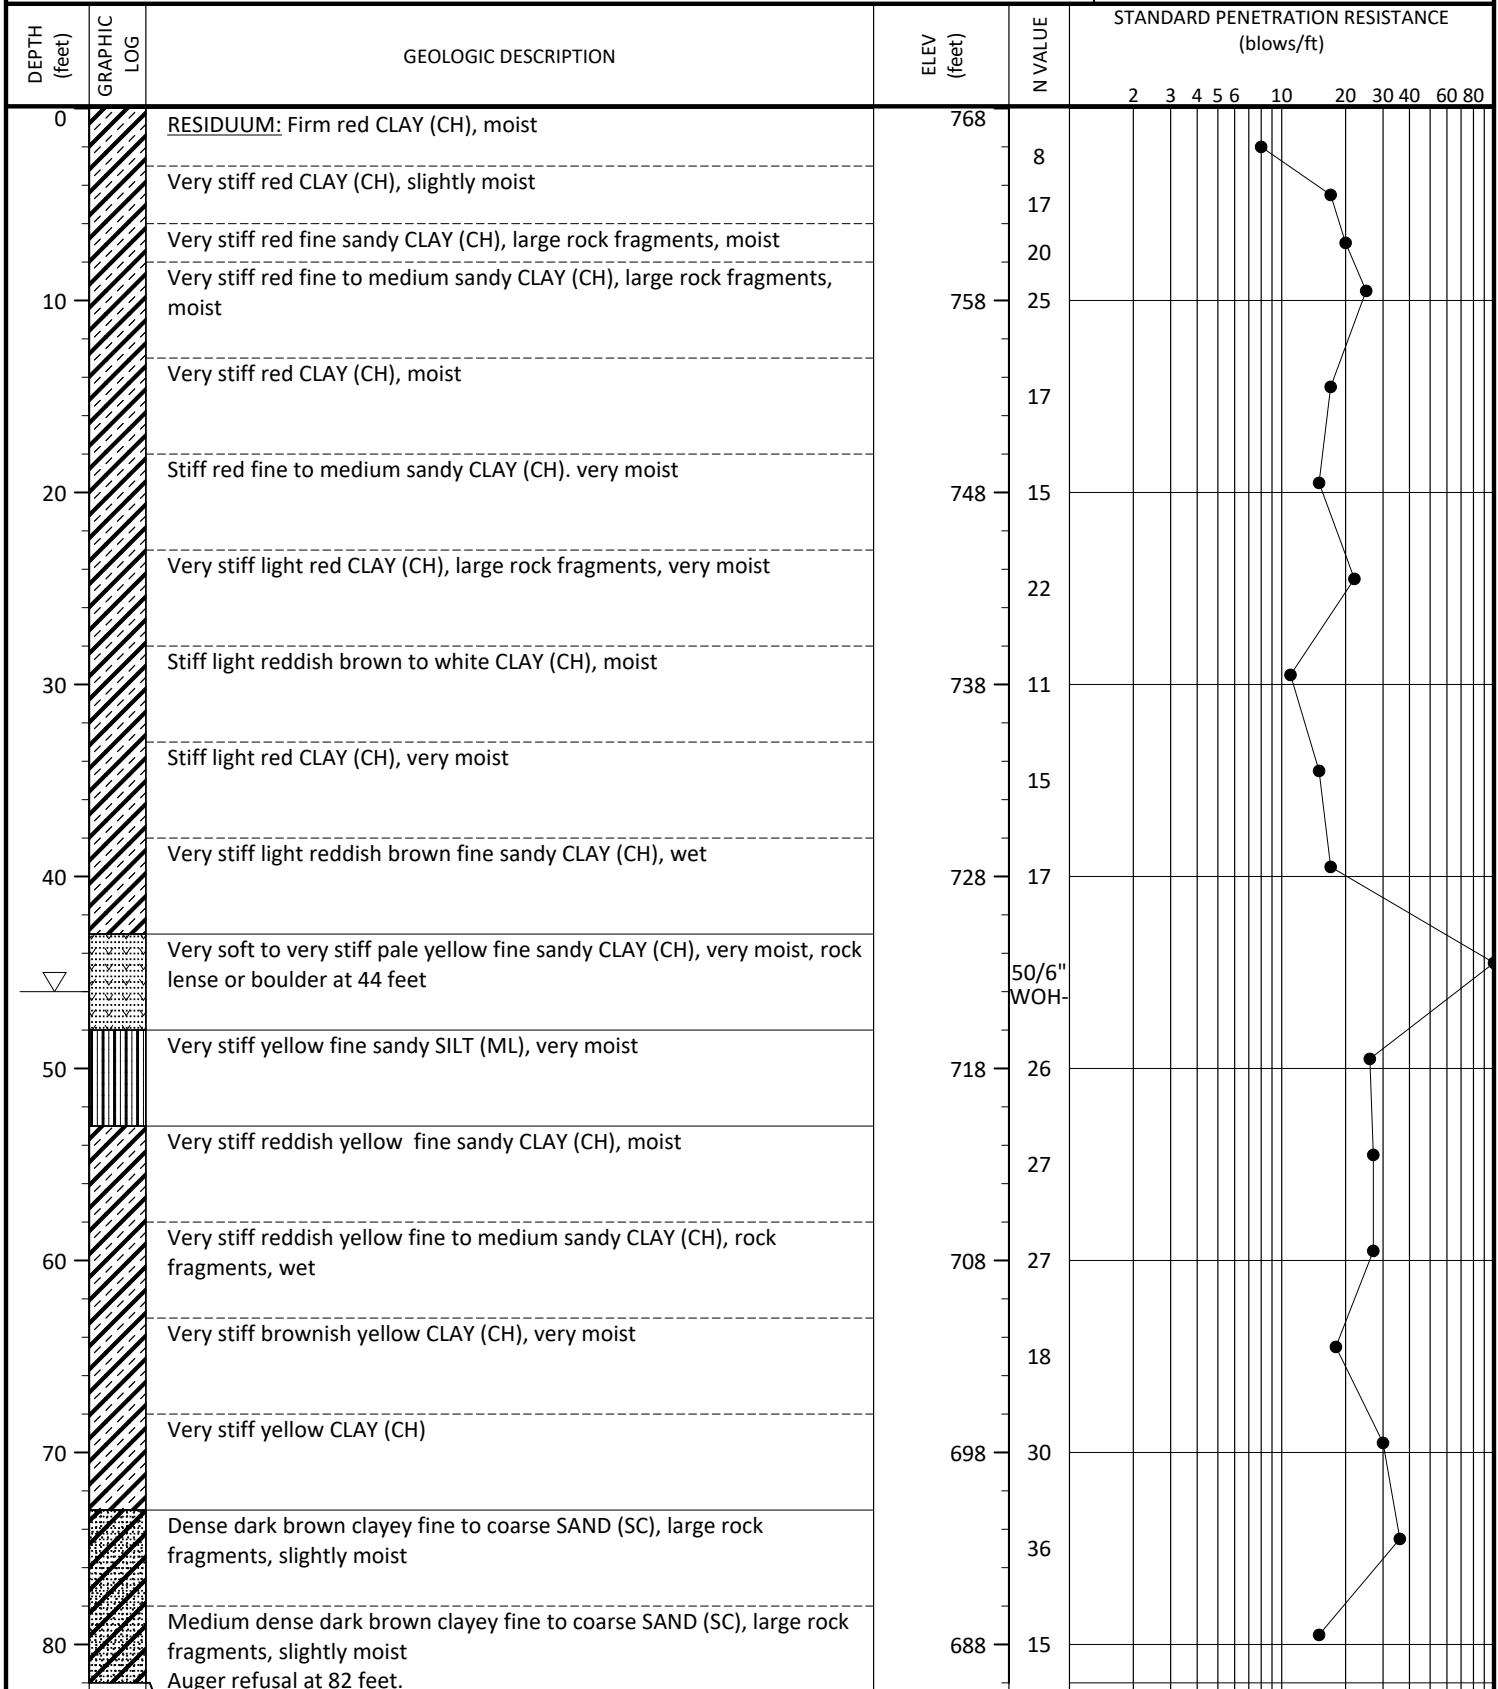 DEPTH
(feet)
GRAPHIC
LOG
GEOLOGIC DESCRIPTION
ELEV
(feet)
N VALUE
STANDARD PENETRATION RESISTANCE
(blows/ft)
2 3 4 5 6 10 20 30 40 60 80
0 RESIDUUM: Firm red CLAY (CH), moist 768
8
Very stiff red CLAY (CH), slightly moist
17
Very stiff red fine sandy CLAY (CH), large rock fragments, moist
20
Very stiff red fine to medium sandy CLAY (CH), large rock fragments,
10 moist 758 25
Very stiff red CLAY (CH), moist
17
Stiff red fine to medium sandy CLAY (CH). very moist
20 748 15
Very stiff light red CLAY (CH), large rock fragments, very moist
22
Stiff light reddish brown to white CLAY (CH), moist
30 738 11
Stiff light red CLAY (CH), very moist
15
Very stiff light reddish brown fine sandy CLAY (CH), wet
40 728 17
Very soft to very stiff pale yellow fine sandy CLAY (CH), very moist, rock
lense or boulder at 44 feet 50/6"
WOH-
Very stiff yellow fine sandy SILT (ML), very moist
50 718 26
Very stiff reddish yellow fine sandy CLAY (CH), moist
27
Very stiff reddish yellow fine to medium sandy CLAY (CH), rock
60 fragments, wet 708 27
Very stiff brownish yellow CLAY (CH), very moist
18
Very stiff yellow CLAY (CH)
70 698 30
Dense dark brown clayey fine to coarse SAND (SC), large rock
fragments, slightly moist 36
Medium dense dark brown clayey fine to coarse SAND (SC), large rock
80 fragments, slightly moist 688 15
Auger refusal at 82 feet.